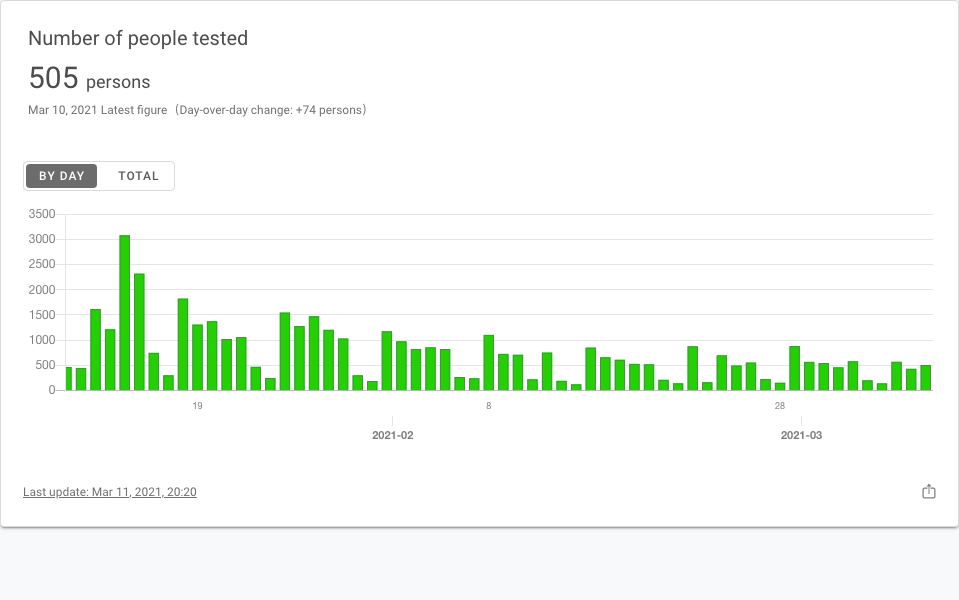 Number of people tested
505 persons
Mar 10, 2021 Latest figure （Day-over-day change: +74 persons）
BY DAY TOTAL
3500
3000
2500
2000
1500
1000
500
0
19 8 28
2021-02 2021-03
Last update: Mar 11, 2021, 20:20